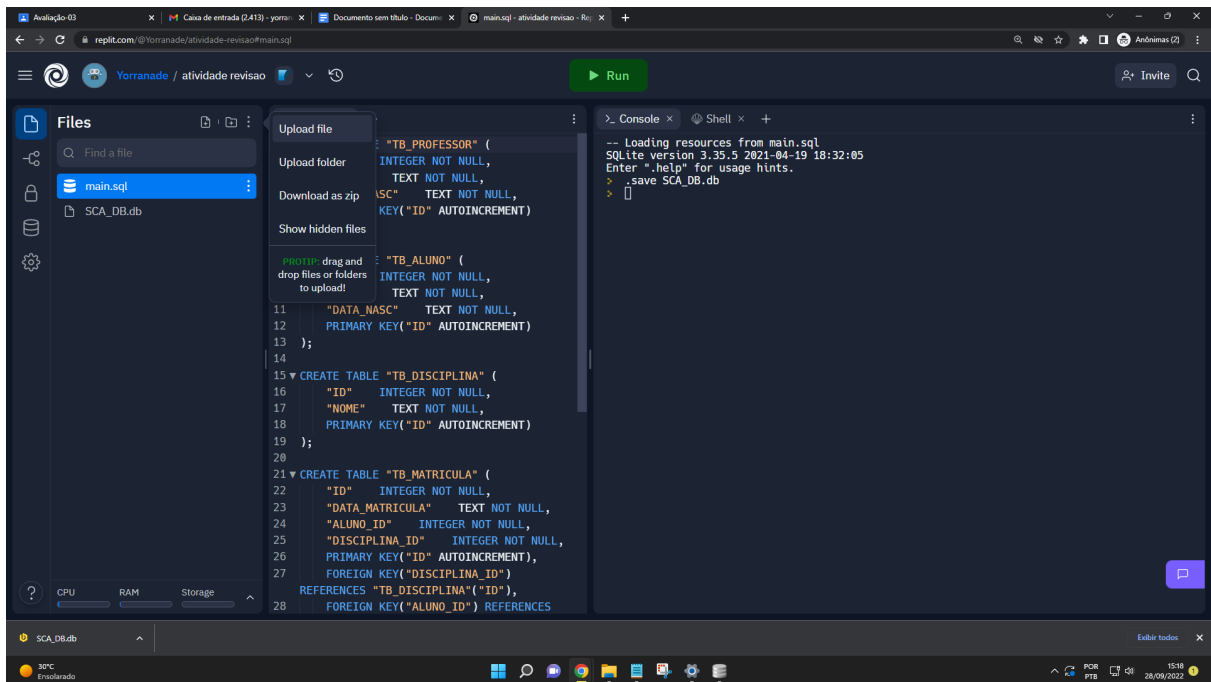 Avaliação-03
Caixa de entrada (2.413) - yorran
Documento sem título - Docume
main.sql - atividade revisao - Rep
replit.com/@Yorranade/atividade-revisao#main.sql
Anônimas (2)
Yorranade / atividade revisao
Run
Invite
Files
Find a file
main.sql
SCA_DB.db
CPU
RAM
Storage
Upload file
Upload folder
Download as zip
Show hidden files
PROTIP: drag and
drop files or folders
to upload!
"TB_PROFESSOR" (
INTEGER NOT NULL,
TEXT NOT NULL,
ASC" TEXT NOT NULL,
KEY("ID" AUTOINCREMENT)
"TB_ALUNO" (
INTEGER NOT NULL,
TEXT NOT NULL,
11 "DATA_NASC" TEXT NOT NULL,
12 PRIMARY KEY("ID" AUTOINCREMENT)
13 );
14
15 CREATE TABLE "TB_DISCIPLINA" (
16 "ID" INTEGER NOT NULL,
17 "NOME" TEXT NOT NULL,
18 PRIMARY KEY("ID" AUTOINCREMENT)
19 );
20
21 CREATE TABLE "TB_MATRICULA" (
22 "ID" INTEGER NOT NULL,
23 "DATA_MATRICULA" TEXT NOT NULL,
24 "ALUNO_ID" INTEGER NOT NULL,
25 "DISCIPLINA_ID" INTEGER NOT NULL,
26 PRIMARY KEY("ID" AUTOINCREMENT),
27 FOREIGN KEY("DISCIPLINA_ID")
REFERENCES "TB_DISCIPLINA"("ID"),
28 FOREIGN KEY("ALUNO_ID") REFERENCES
Console
Shell
-- Loading resources from main.sql
SQLite version 3.35.5 2021-04-19 18:32:05
Enter ".help" for usage hints.
> .save SCA_DB.db
>
SCA_DB.db
Exibir todos
30°C
Ensolarado
POR
PTB
15:18
28/09/2022
1